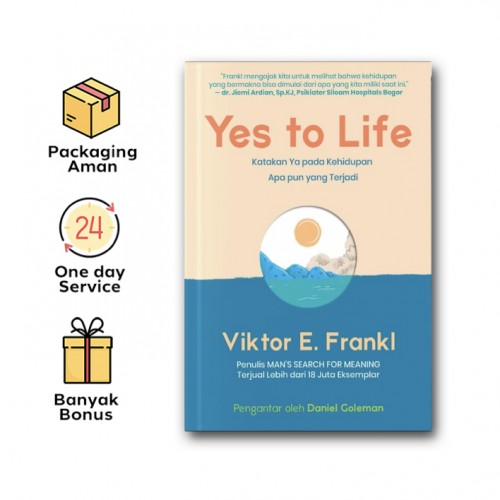 Packaging
Aman
24
One day
Service
Banyak
Bonus
"Frankl mengajak kita untuk melihat bahwa kehidupan
yang bermakna bisa dimulai dari apa yang kita miliki saat ini."
— dr. Jiemi Ardian, Sp.KJ, Psikiater Siloam Hospitals Bogor
Yes to Life
Katakan Ya pada Kehidupan
Apa pun yang Terjadi
Viktor E. Frankl
Penulis MAN'S SEARCH FOR MEANING
Terjual Lebih dari 18 Juta Eksemplar
Pengantar oleh Daniel Goleman